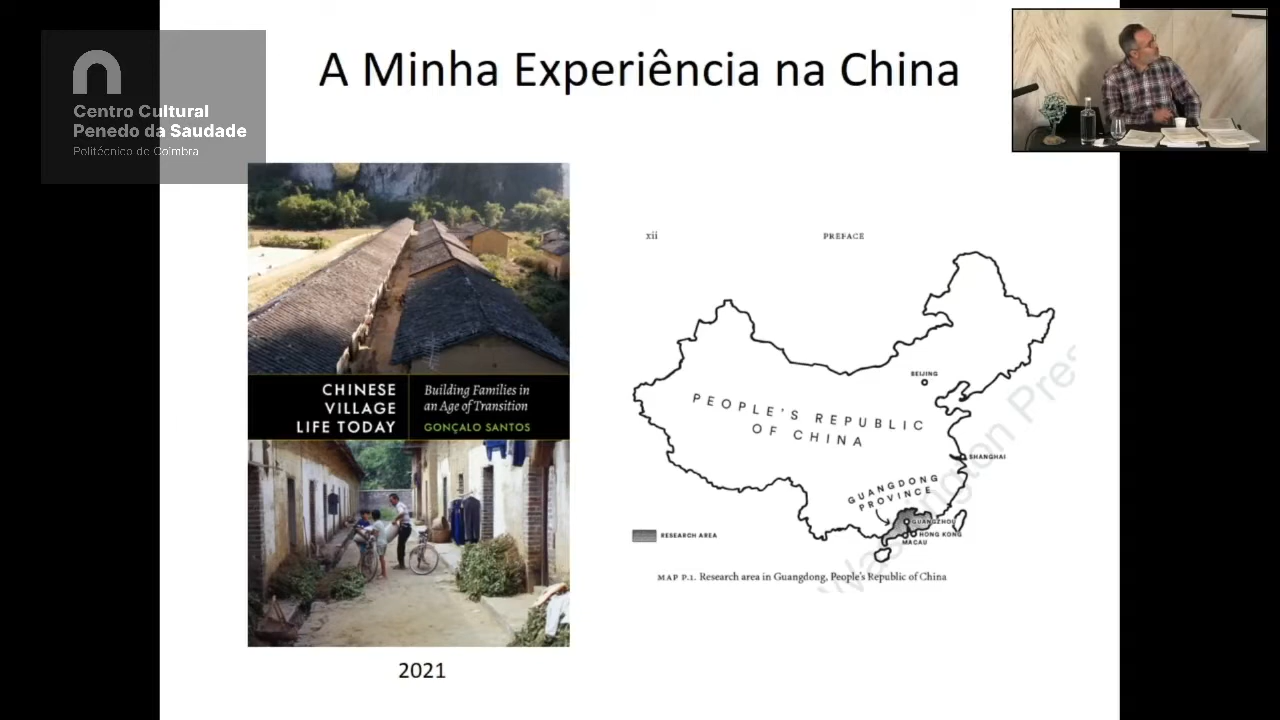 A Minha Experiência na China
Centro Cultural
Penedo da Saudade
Politécnico de Coimbra
CHINESE
VILLAGE
LIFE TODAY
Building Families in
an Age of Transition
GONÇALO SANTOS
2021
xii
PREFACE
BEIJING
PEOPLE'S REPUBLIC
OF CHINA
SHANGHAI
GUANGDONG
PROVINCE
GUANGZHOU
HONG KONG
MACAU
RESEARCH AREA
MAP P.1. Research area in Guangdong, People's Republic of China
Washington Pres